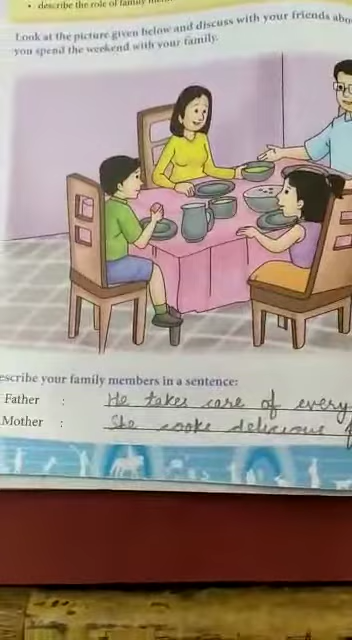 • describe the role of family mem
Look at the picture given below and discuss with your friends abo
you spend the weekend with your family.
escribe your family members in a sentence:
Father : He takes care of every
Mother : She cooks delicious f